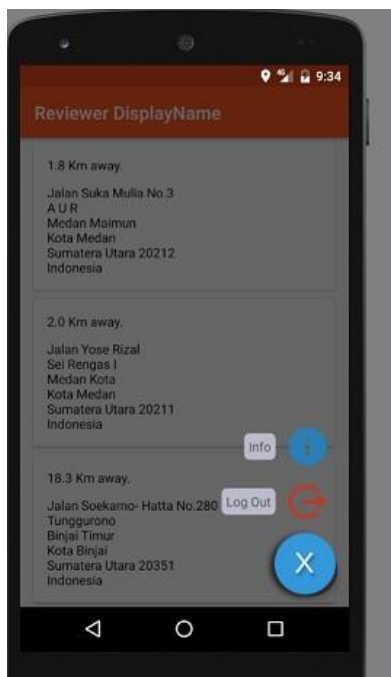 4G 9:34
Reviewer DisplayName
1.8 Km away.
Jalan Suka Mulia No.3
A U R
Medan Maimun
Kota Medan
Sumatera Utara 20212
Indonesia
2.0 Km away.
Jalan Yose Rizal
Sei Rengas I
Medan Kota
Kota Medan
Sumatera Utara 20211
Indonesia
Info i
18.3 Km away.
Jalan Soekarno- Hatta No.280
Log Out
Tunggurono
Binjai Timur
Kota Binjai
Sumatera Utara 20351
Indonesia
X